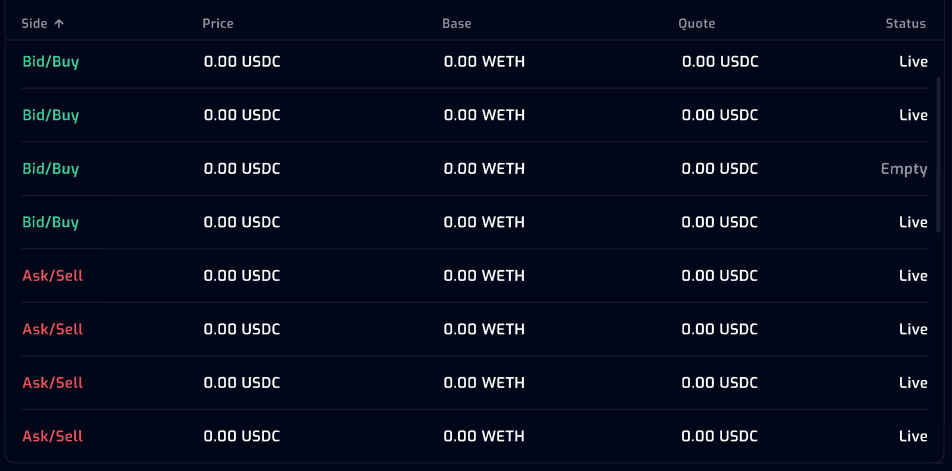 Side ↑ Price Base Quote Status
Bid/Buy 0.00 USDC 0.00 WETH 0.00 USDC Live
Bid/Buy 0.00 USDC 0.00 WETH 0.00 USDC Live
Bid/Buy 0.00 USDC 0.00 WETH 0.00 USDC Empty
Bid/Buy 0.00 USDC 0.00 WETH 0.00 USDC Live
Ask/Sell 0.00 USDC 0.00 WETH 0.00 USDC Live
Ask/Sell 0.00 USDC 0.00 WETH 0.00 USDC Live
Ask/Sell 0.00 USDC 0.00 WETH 0.00 USDC Live
Ask/Sell 0.00 USDC 0.00 WETH 0.00 USDC Live